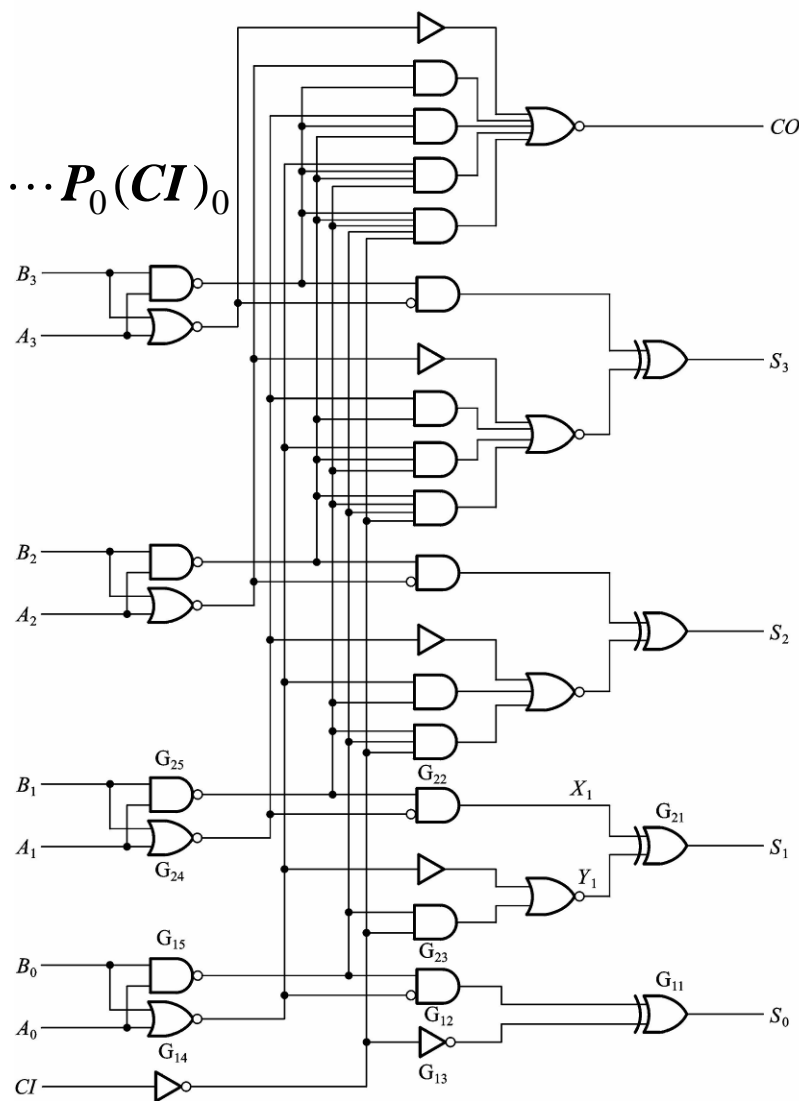 CO
⋯P₀(CI)₀
B₃
A₃
S₃
B₂
A₂
S₂
G₂₅
G₂₂
B₁
X₁
G₂₁
A₁
S₁
G₂₄
Y₁
G₁₅
G₂₃
B₀
G₁₁
G₁₂
A₀
S₀
G₁₄
G₁₃
CI